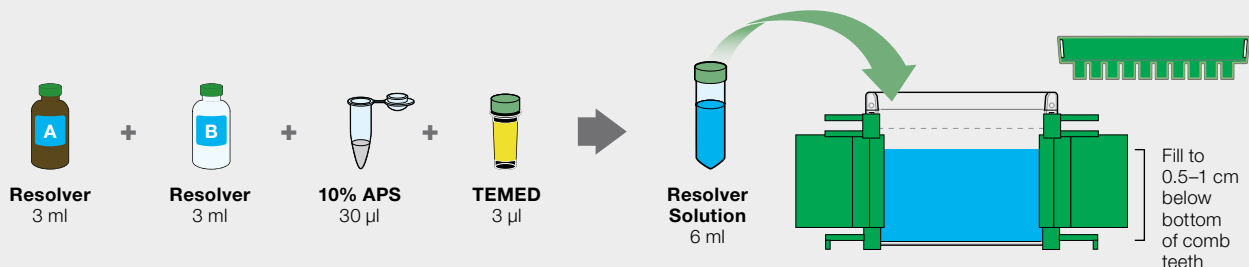 A
+
B
+
+
Resolver
3 ml
Resolver
3 ml
10% APS
30 µl
TEMED
3 µl
Resolver
Solution
6 ml
Fill to
0.5–1 cm
below
bottom
of comb
teeth